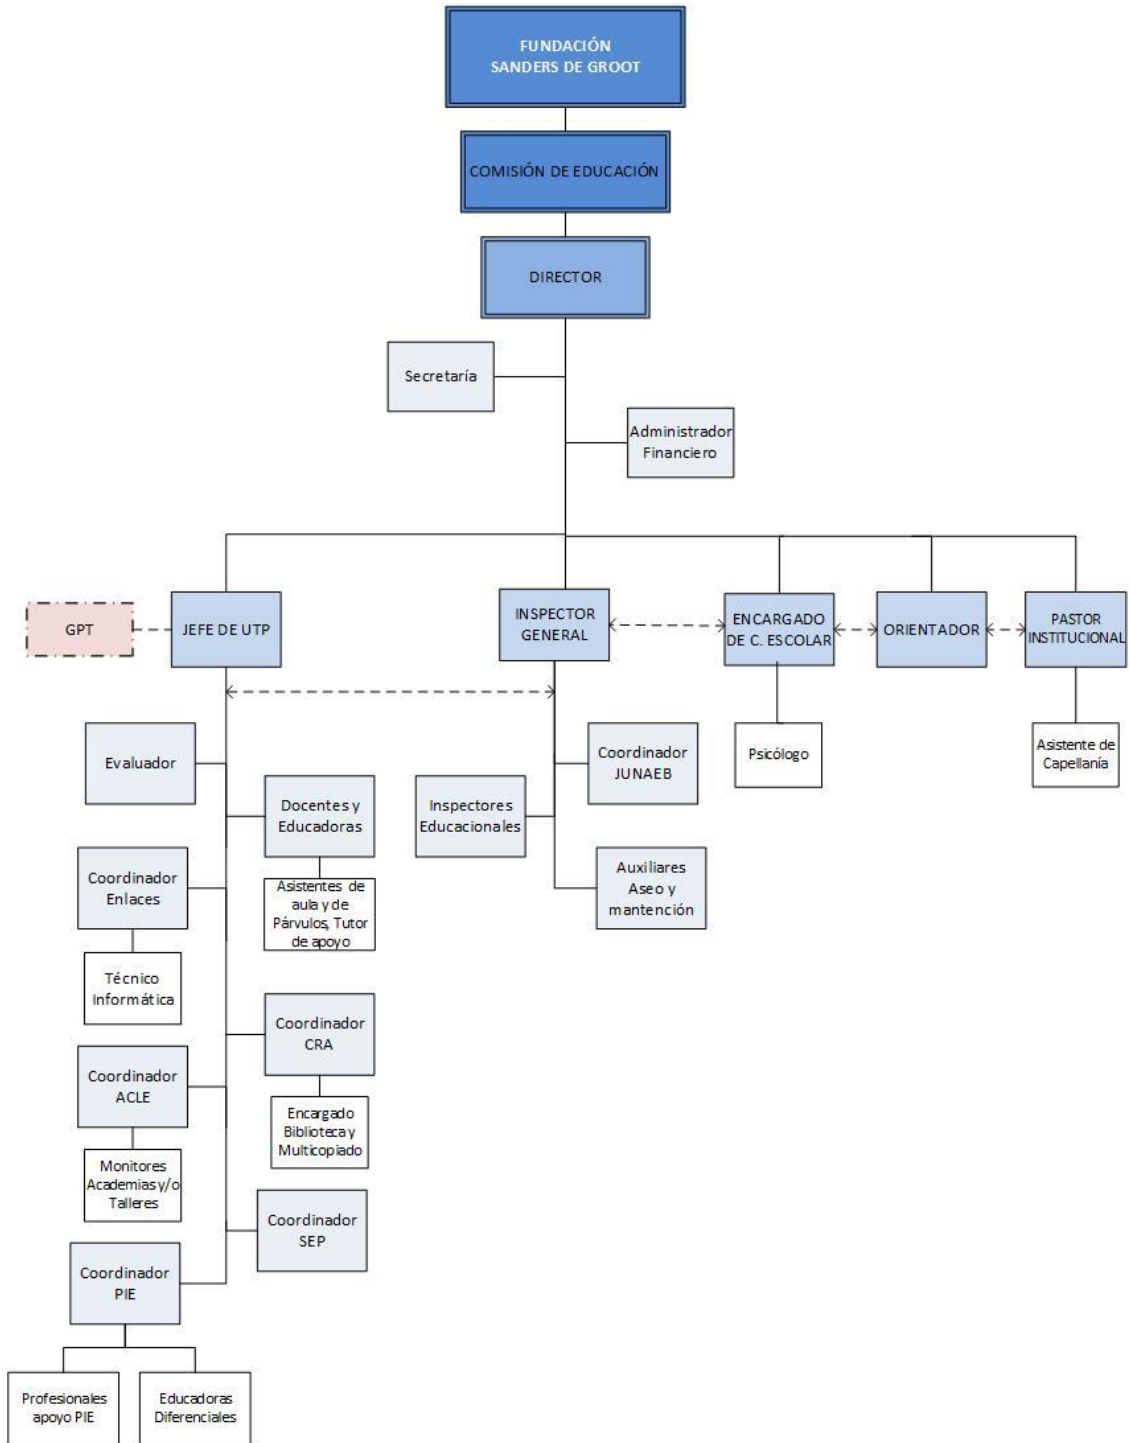 FUNDACIÓN
SANDERS DE GROOT
COMISIÓN DE EDUCACIÓN
DIRECTOR
Secretaría
Administrador
Financiero
GPT
JEFE DE UTP
INSPECTOR
GENERAL
ENCARGADO
DE C. ESCOLAR
ORIENTADOR
PASTOR
INSTITUCIONAL
Evaluador
Docentes y
Educadoras
Asistentes de
aula y de
Párvulos, Tutor
de apoyo
Coordinador
Enlaces
Técnico
Informática
Coordinador
CRA
Encargado
Biblioteca y
Multicopiado
Coordinador
ACLE
Monitores
Academias y/o
Talleres
Coordinador
SEP
Coordinador
PIE
Profesionales
apoyo PIE
Educadoras
Diferenciales
Coordinador
JUNAEB
Inspectores
Educacionales
Auxiliares
Aseo y
mantención
Psicólogo
Asistente de
Capellanía